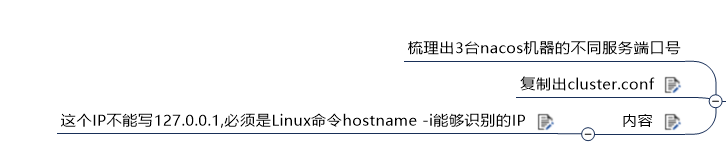 梳理出3台nacos机器的不同服务端口号
复制出cluster.conf
内容
这个IP不能写127.0.0.1,必须是Linux命令hostname -i能够识别的IP